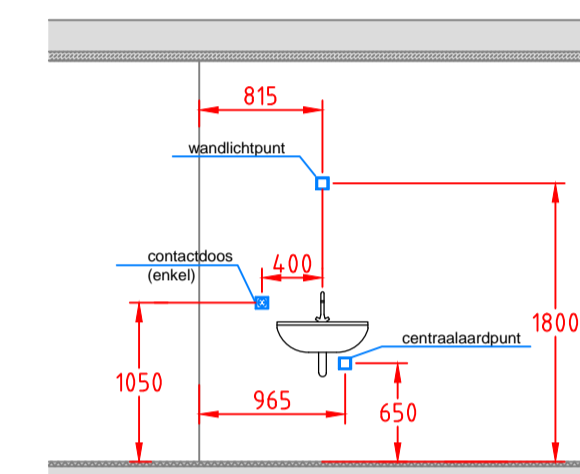 815
wandlichtpunt
contactdoos
(enkel)
400
1800
centraalaardpunt
1050
965
650